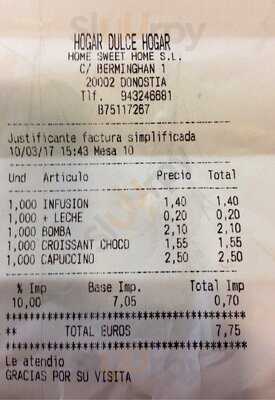 HOGAR DULCE HOGAR
HOME SWEET HOME S.L.
C/ BERMINGHAN 1
20002 DONOSTIA
Tlf. 943246681
B75117267
Justificante factura simplificada
10/03/17 15:43 Mesa 10
Und Artículo Precio Total
1,000 INFUSION 1,40 1,40
1,000 + LECHE 0,20 0,20
1,000 BOMBA 2,10 2,10
1,000 CROISSANT CHOCO 1,55 1,55
1,000 CAPUCCINO 2,50 2,50
% Imp Base Imp. Total Imp
10,00 7,05 0,70
** TOTAL EUROS 7,75
Le atendio
GRACIAS POR SU VISITA